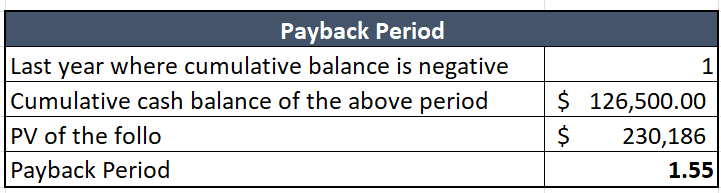 Payback Period
Last year where cumulative balance is negative 1
Cumulative cash balance of the above period $ 126,500.00
PV of the follo $ 230,186
Payback Period 1.55